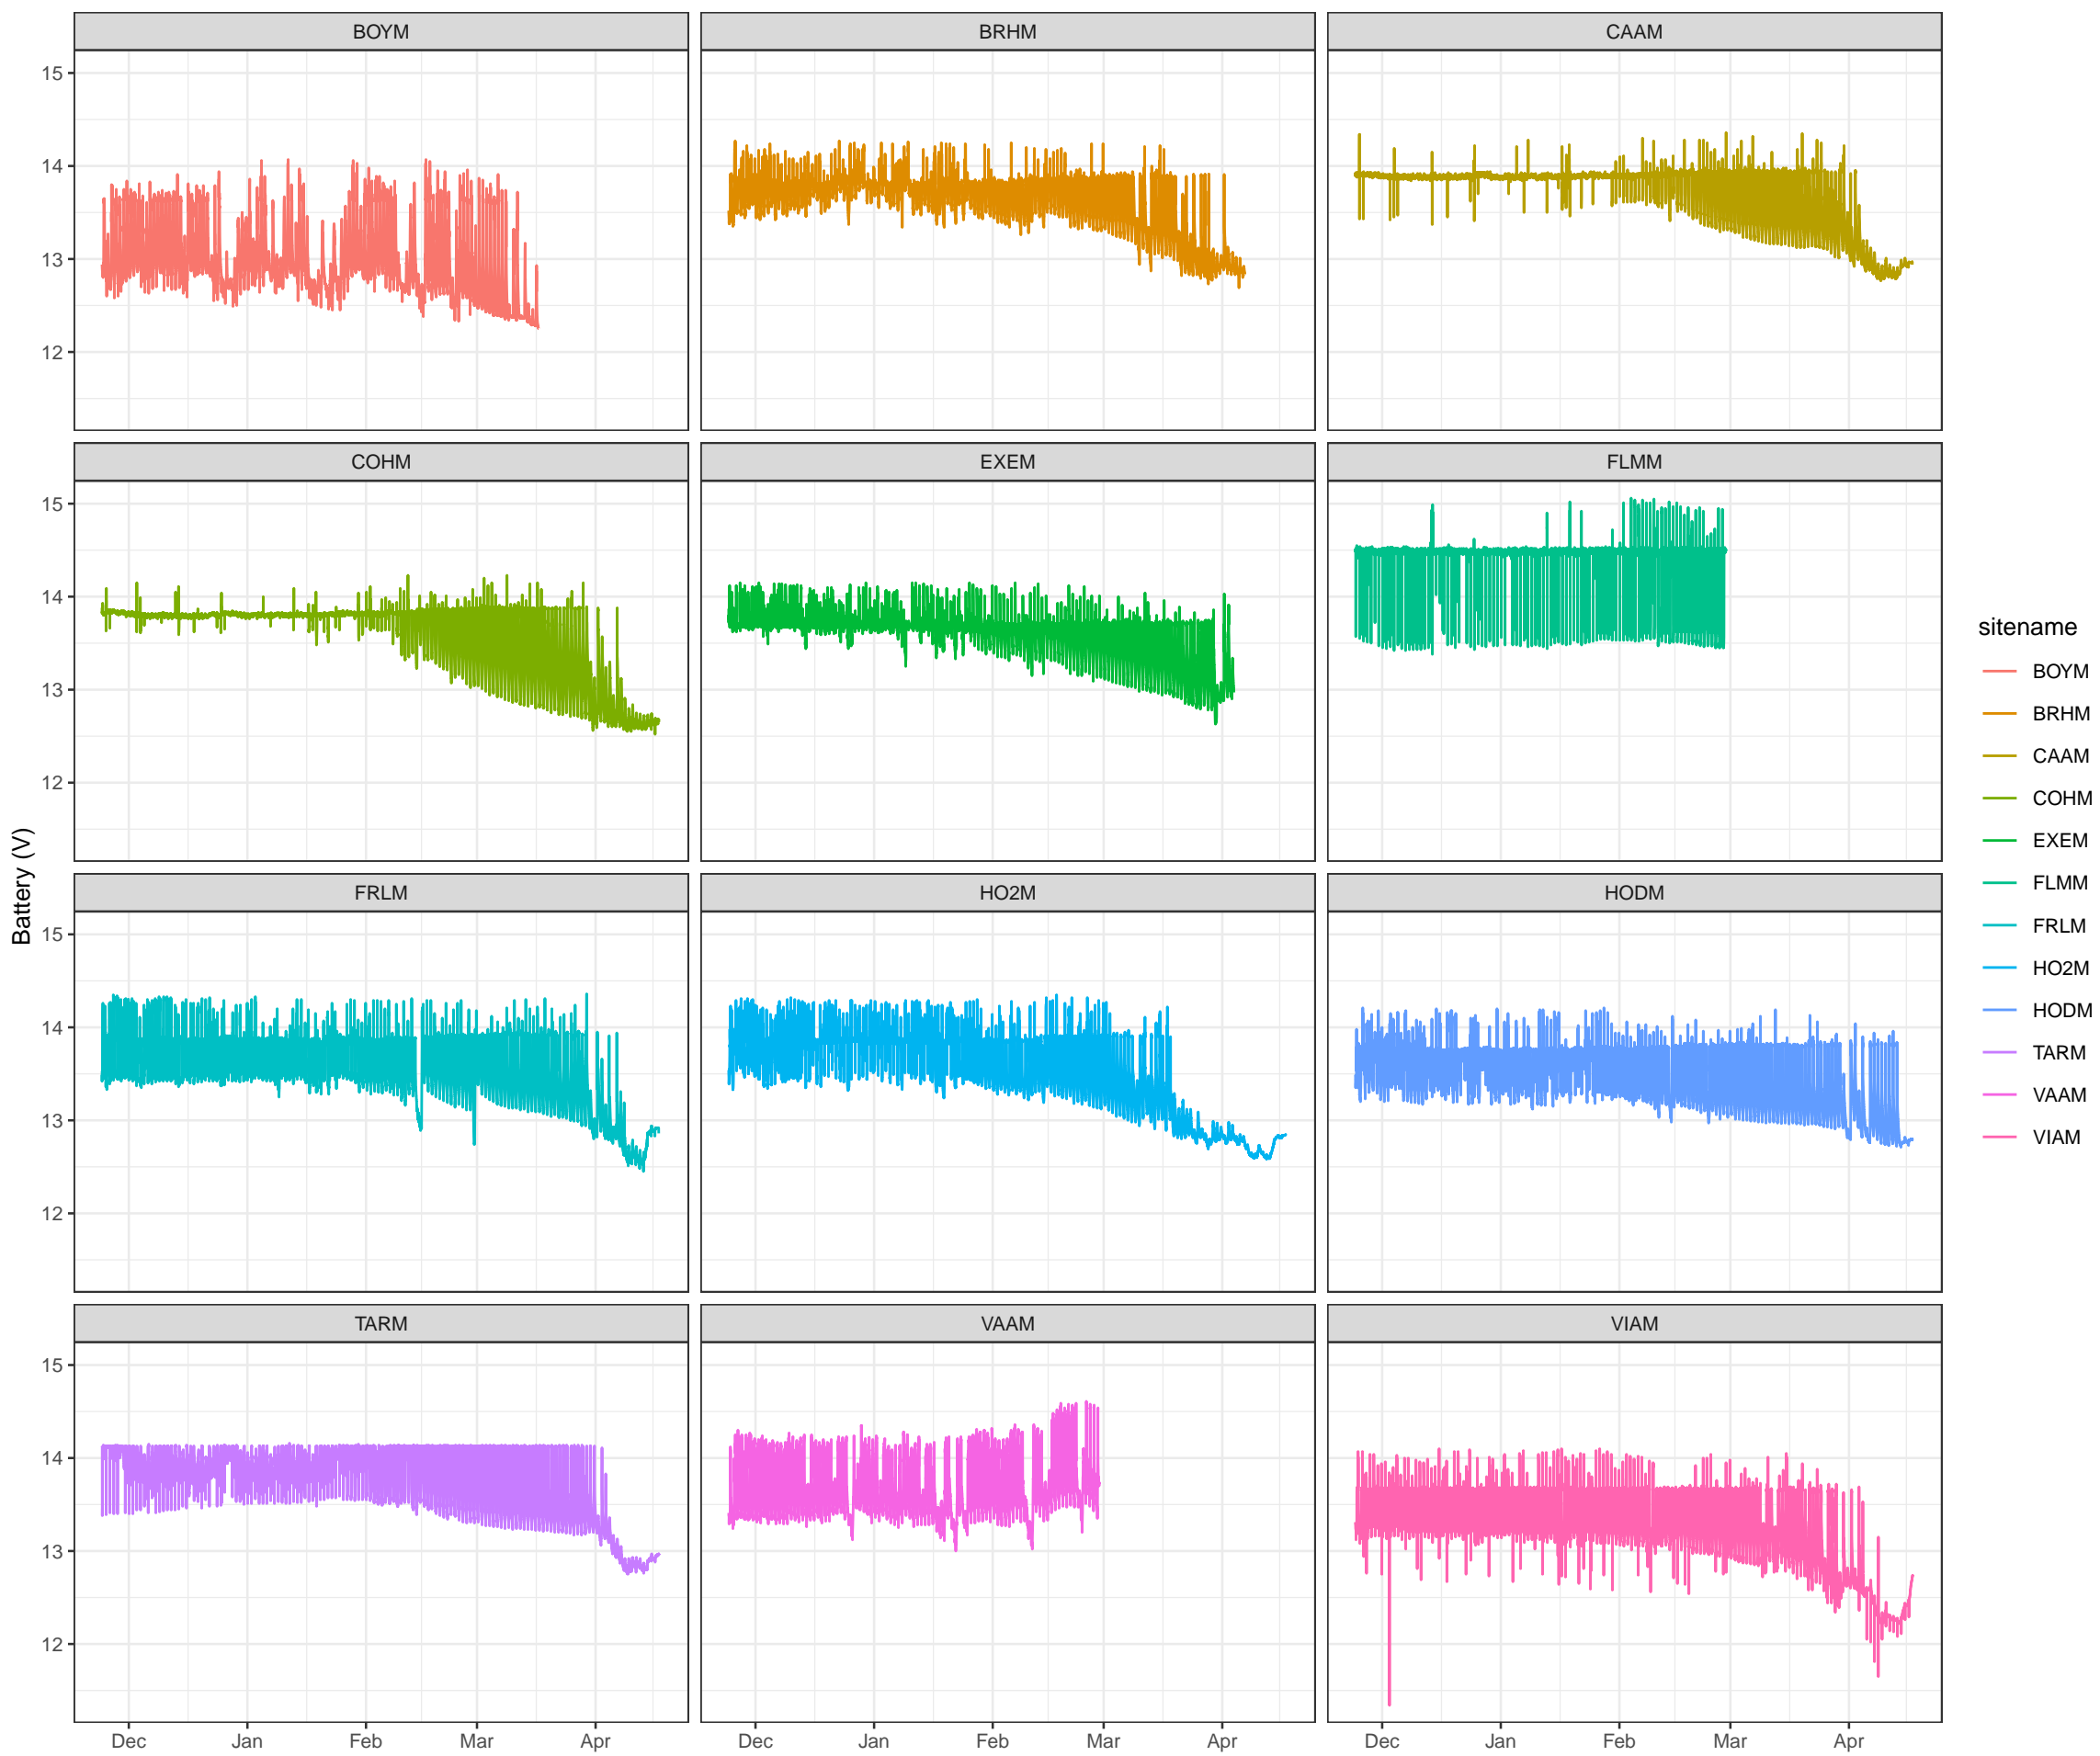 BOYM
BRHM
CAAM
15
14
13
12
COHM
EXEM
FLMM
15
14
13
12
FRLM
HO2M
HODM
15
14
13
12
TARM
VAAM
VIAM
15
14
13
12
Dec Jan Feb Mar Apr
Dec Jan Feb Mar Apr
Dec Jan Feb Mar Apr
Battery (V)
sitename
BOYM
BRHM
CAAM
COHM
EXEM
FLMM
FRLM
HO2M
HODM
TARM
VAAM
VIAM